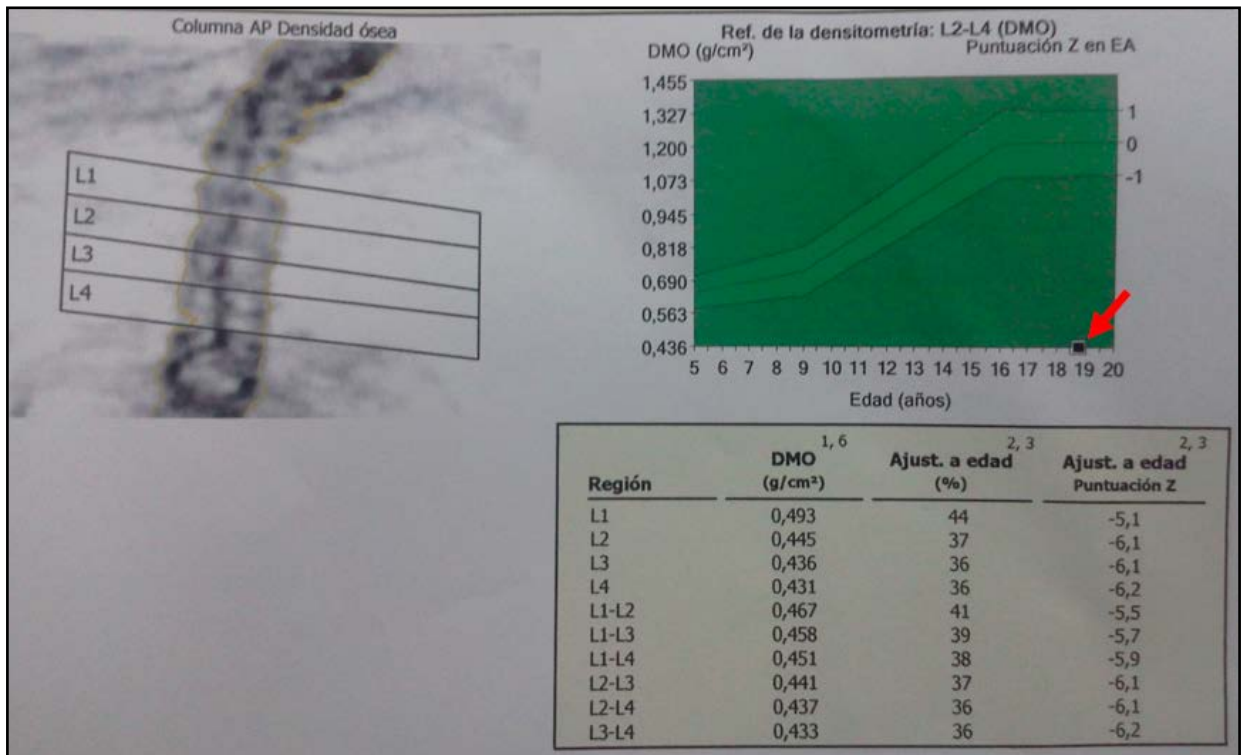 Columna AP Densidad ósea
L1
L2
L3
L4
Ref. de la densitometría: L2-L4 (DMO)
DMO (g/cm²) Puntuación Z en EA
1,455
1,327
1,200
1,073
0,945
0,818
0,690
0,563
0,436
1
0
-1
5 6 7 8 9 10 11 12 13 14 15 16 17 18 19 20
Edad (años)
1, 6 2, 3 2, 3
DMO Ajust. a edad Ajust. a edad
Región (g/cm²) (%) Puntuación Z
L1 0,493 44 -5,1
L2 0,445 37 -6,1
L3 0,436 36 -6,1
L4 0,431 36 -6,2
L1-L2 0,467 41 -5,5
L1-L3 0,458 39 -5,7
L1-L4 0,451 38 -5,9
L2-L3 0,441 37 -6,1
L2-L4 0,437 36 -6,1
L3-L4 0,433 36 -6,2